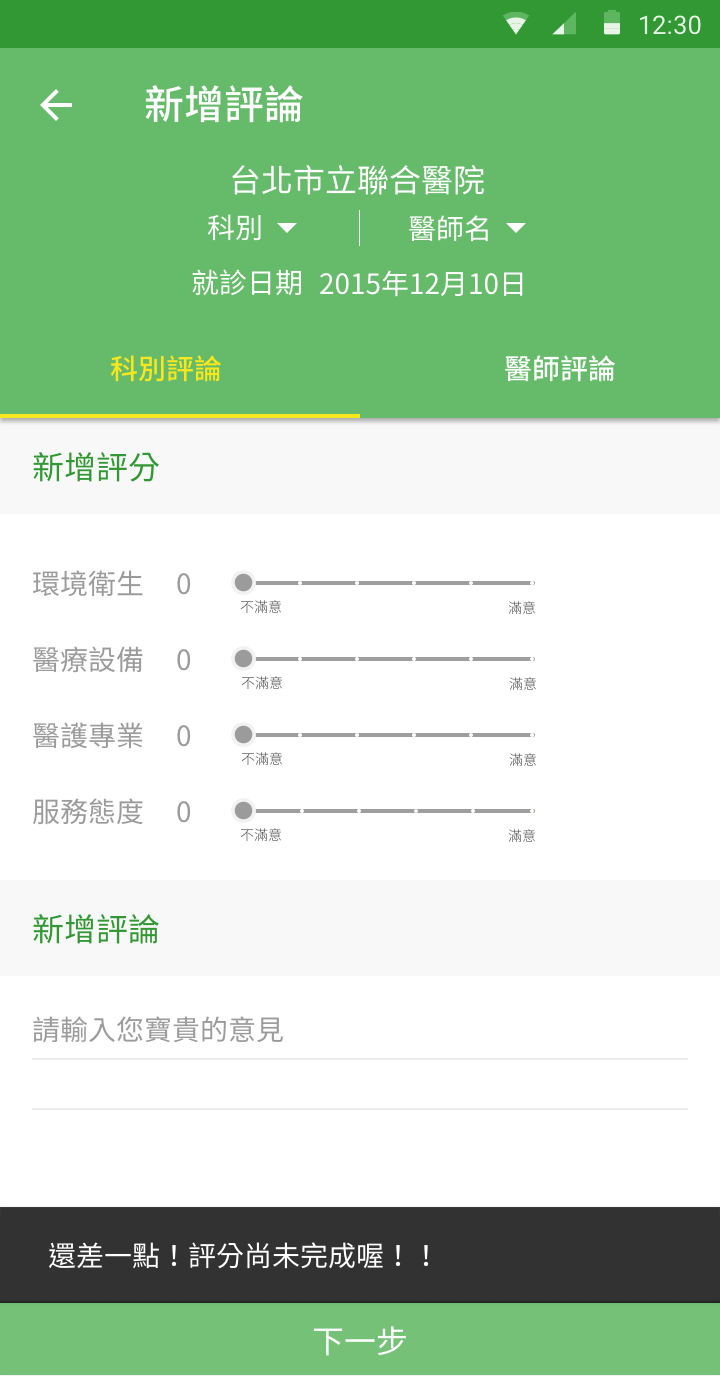 12:30
新增評論
台北市立聯合醫院
科別 醫師名
就診日期 2015年12月10日
科別評論 醫師評論
新增評分
環境衛生 0
不滿意 滿意
醫療設備 0
不滿意 滿意
醫護專業 0
不滿意 滿意
服務態度 0
不滿意 滿意
新增評論
請輸入您寶貴的意見
還差一點！評分尚未完成喔！！
下一步